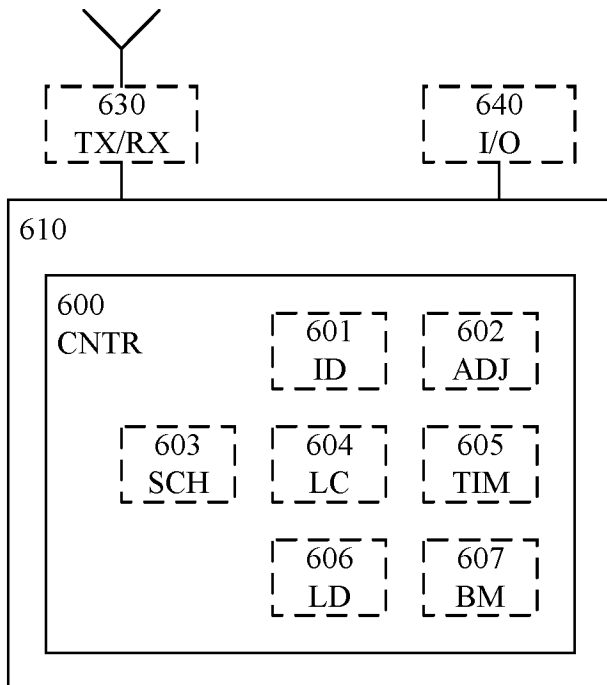 630
TX/RX
640
I/O
610
600
CNTR
601
ID
602
ADJ
603
SCH
604
LC
605
TIM
606
LD
607
BM